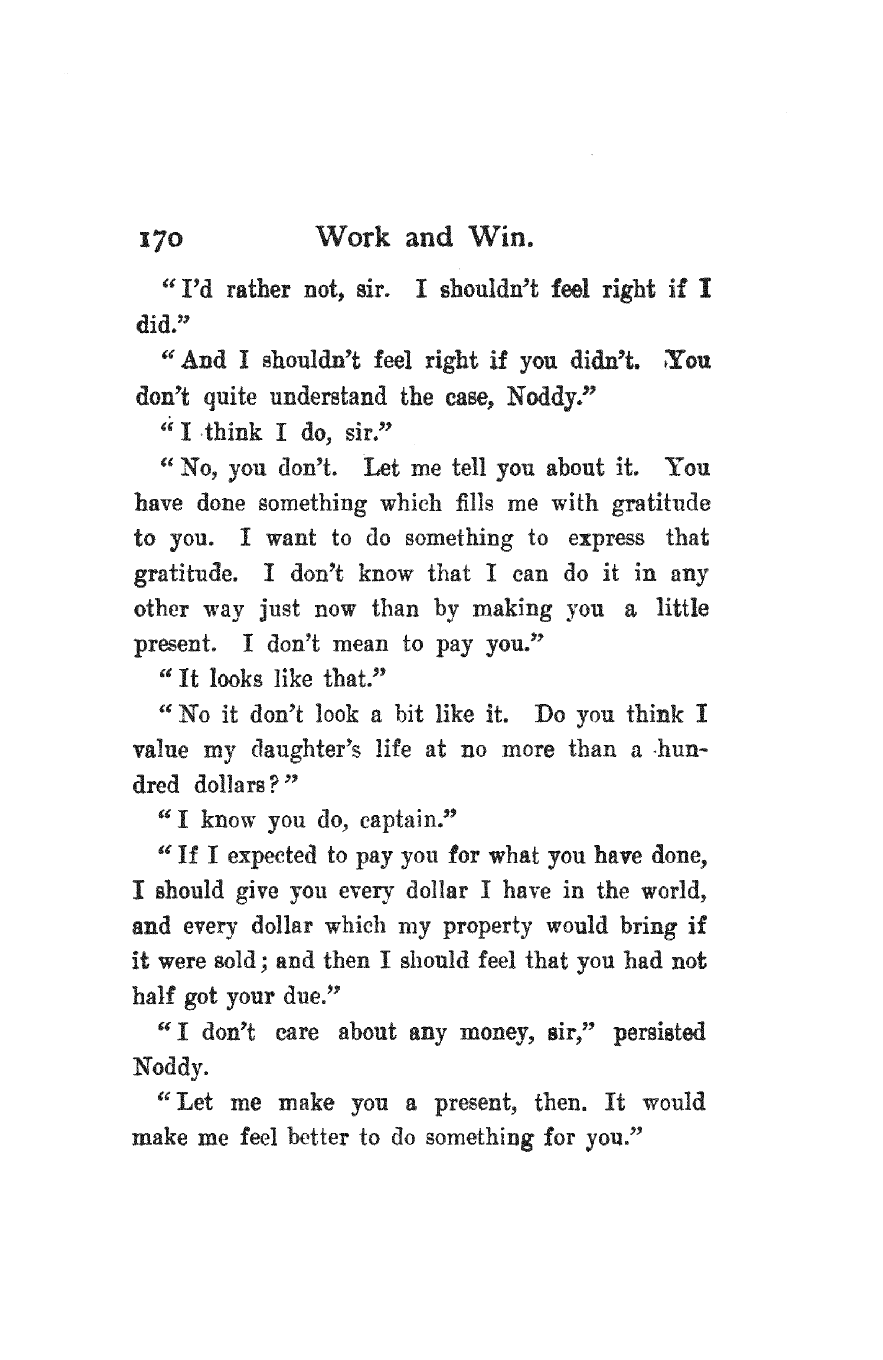 170 Work and Win.
“I’d rather not, sir. I shouldn’t feel right if I
did.”
“And I shouldn’t feel right if you didn’t. You
don’t quite understand the case, Noddy.”
“I think I do, sir.”
“No, you don’t. Let me tell you about it. You
have done something which fills me with gratitude
to you. I want to do something to express that
gratitude. I don’t know that I can do it in any
other way just now than by making you a little
present. I don’t mean to pay you.”
“It looks like that.”
“No it don’t look a bit like it. Do you think I
value my daughter’s life at no more than a hun-
dred dollars?”
“I know you do, captain.”
“If I expected to pay you for what you have done,
I should give you every dollar I have in the world,
and every dollar which my property would bring if
it were sold; and then I should feel that you had not
half got your due.”
“I don’t care about any money, sir,” persisted
Noddy.
“Let me make you a present, then. It would
make me feel better to do something for you.”